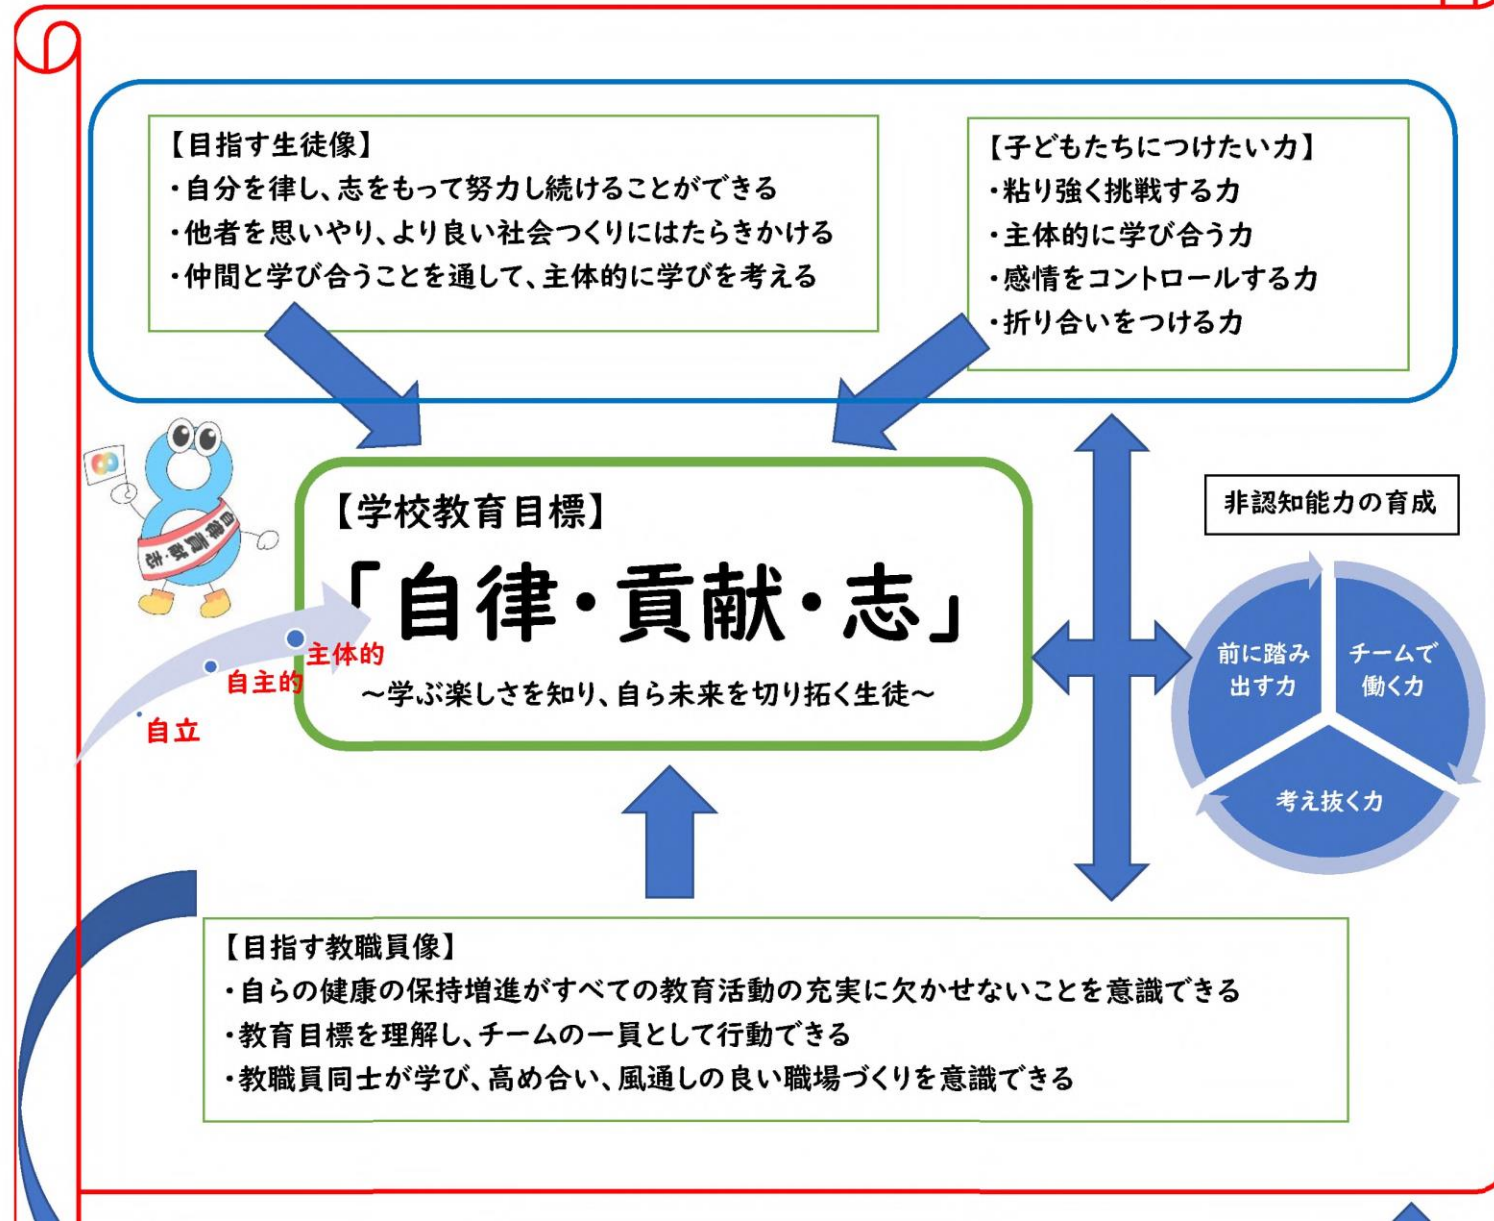 【目指す生徒像】
・自分を律し、志をもって努力し続けることができる
・他者を思いやり、より良い社会つくりにはたらきかける
・仲間と学び合うことを通して、主体的に学びを考える
【子どもたちにつけたい力】
・粘り強く挑戦する力
・主体的に学び合う力
・感情をコントロールする力
・折り合いをつける力
自律・貢献・志
【学校教育目標】
「自律・貢献・志」
～学ぶ楽しさを知り、自ら未来を切り拓く生徒～
主体的
自主的
自立
非認知能力の育成
前に踏み
出す力
チームで
働く力
考え抜く力
【目指す教職員像】
・自らの健康の保持増進がすべての教育活動の充実に欠かせないことを意識できる
・教育目標を理解し、チームの一員として行動できる
・教職員同士が学び、高め合い、風通しの良い職場づくりを意識できる